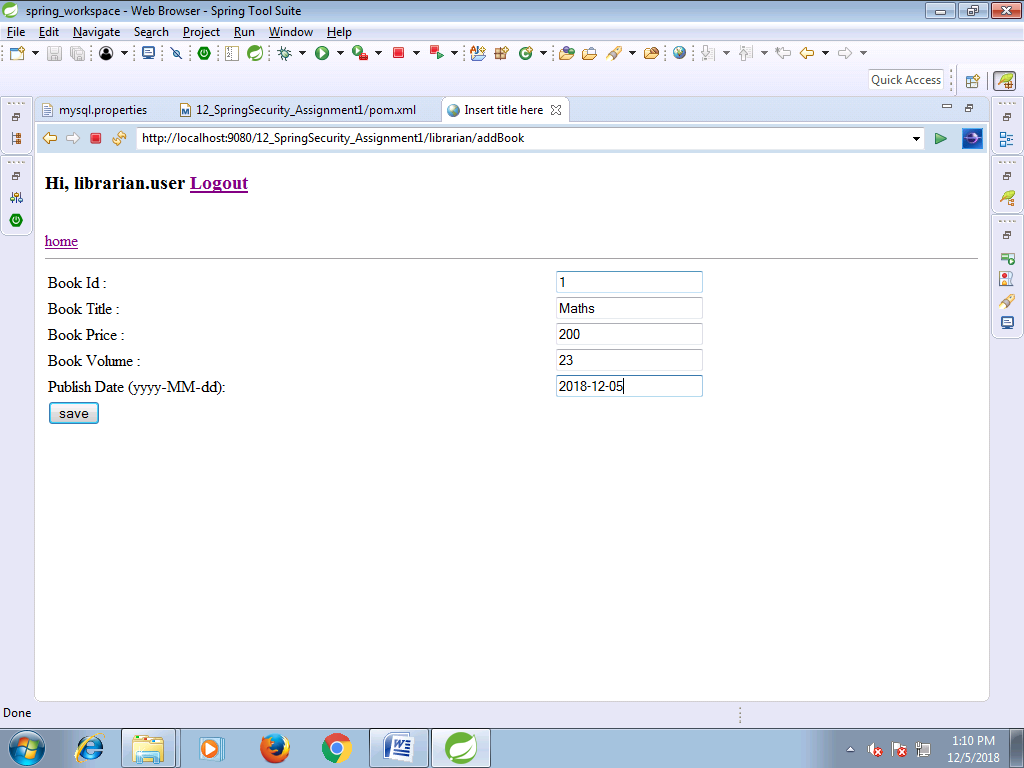 spring_workspace - Web Browser - Spring Tool Suite
File Edit Navigate Search Project Run Window Help
Quick Access
mysql.properties 12_SpringSecurity_Assignment1/pom.xml Insert title here
http://localhost:9080/12_SpringSecurity_Assignment1/librarian/addBook
Hi, librarian.user Logout
home
Book Id : 1
Book Title : Maths
Book Price : 200
Book Volume : 23
Publish Date (yyyy-MM-dd): 2018-12-05
save
Done
1:10 PM
12/5/2018